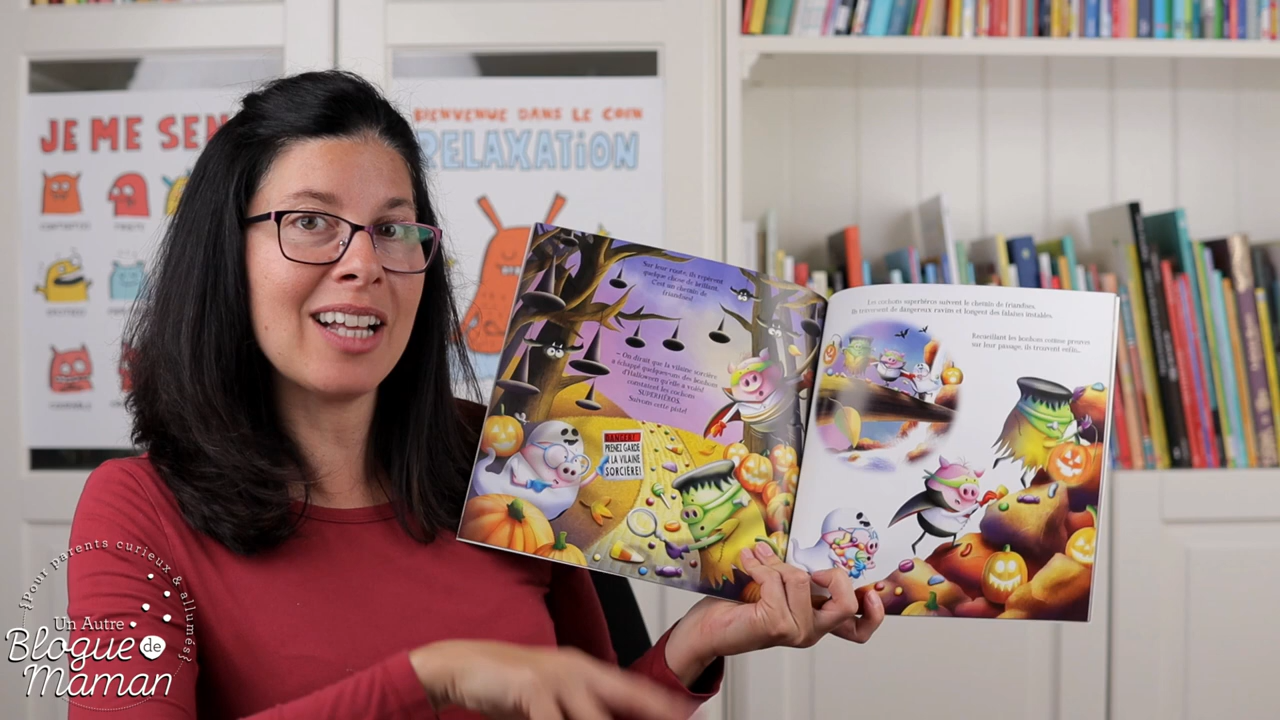 JE ME SEN
BIENVENUE DANS LE COIN
RELAXATION
Sur leur route, ils repèrent
quelque chose de brillant.
C'est un chemin de
friandises!
– On dirait que la vilaine sorcière
a échappé quelques-uns des bonbons
d'Halloween qu'elle a volés!
constatent les cochons
SUPERHÉROS.
Suivons cette piste!
DANGER!
PRENEZ GARDE
À LA VILAINE
SORCIÈRE!
Les cochons superhéros suivent le chemin de friandises.
Ils traversent de dangereux ravins et longent des falaises instables.
Recueillant les bonbons comme preuves
sur leur passage, ils trouvent enfin...
{Pour parents curieux & allumés}
Un Autre
Blogue de
Maman